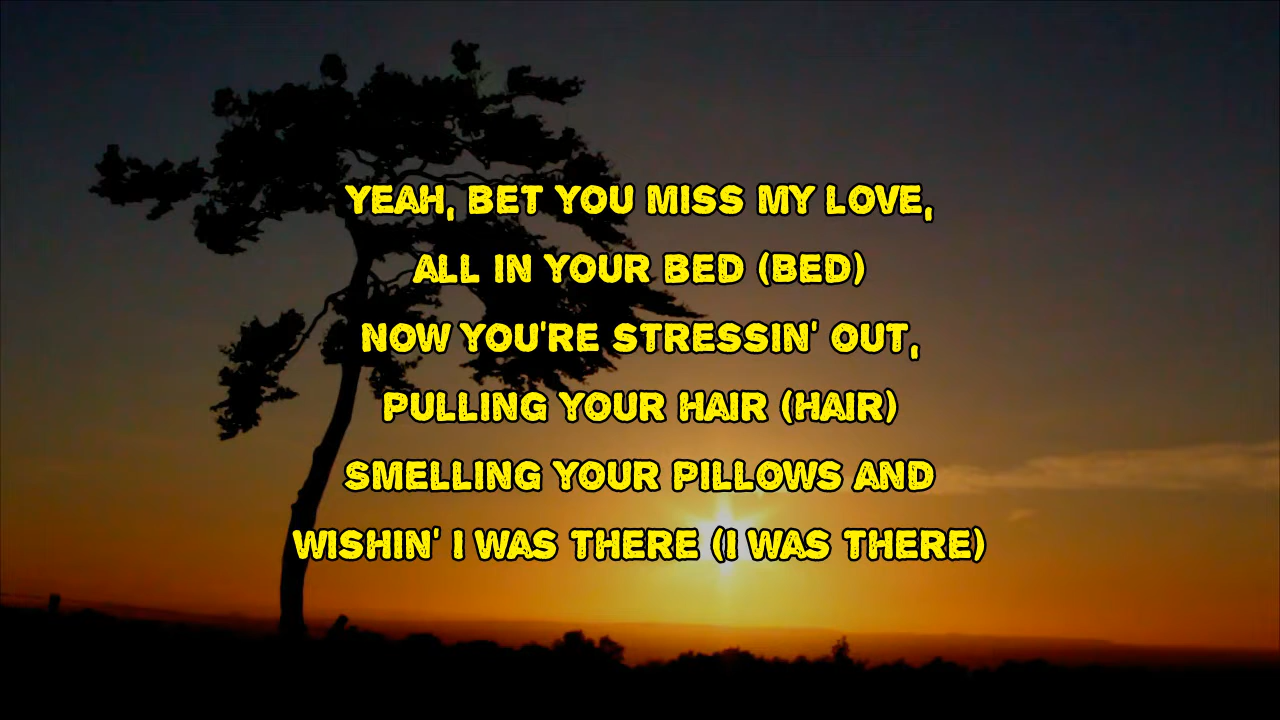 YEAH, BET YOU MISS MY LOVE,
ALL IN YOUR BED (BED)
NOW YOU'RE STRESSIN' OUT,
PULLING YOUR HAIR (HAIR)
SMELLING YOUR PILLOWS AND
WISHIN' I WAS THERE (I WAS THERE)